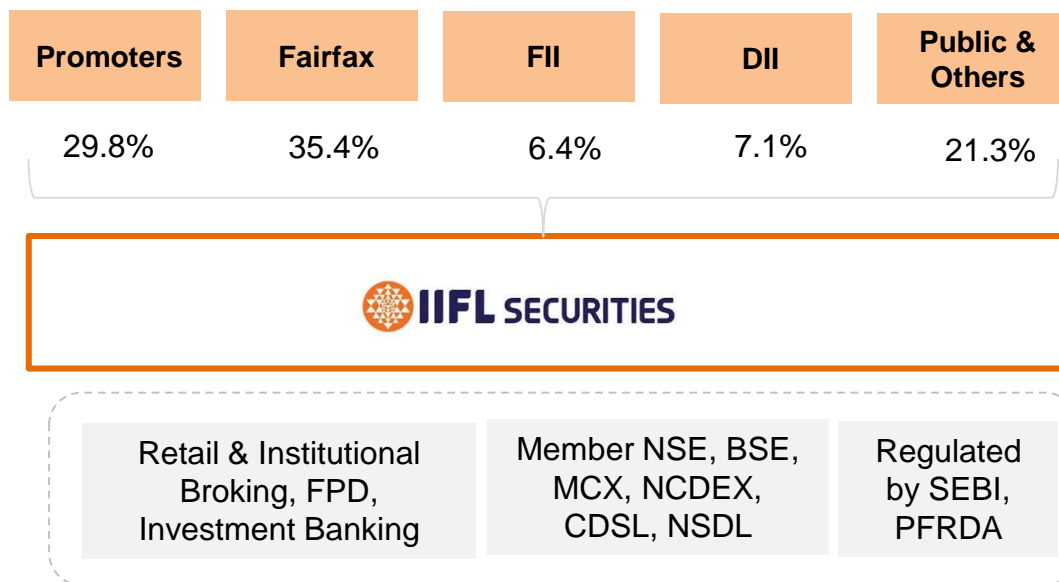 Promoters
Fairfax
FII
DII
Public &
Others
29.8%
35.4%
6.4%
7.1%
21.3%
IIFL SECURITIES
Retail & Institutional
Broking, FPD,
Investment Banking
Member NSE, BSE,
MCX, NCDEX,
CDSL, NSDL
Regulated
by SEBI,
PFRDA